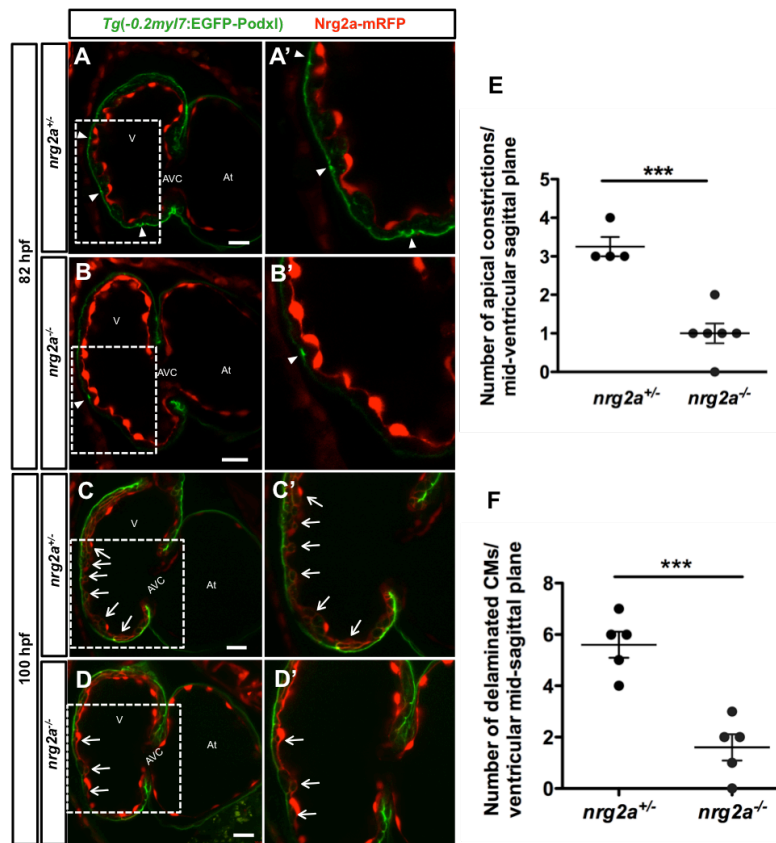 Tg(-0.2myl7:EGFP-Podxl) Nrg2a-mRFP
82 hpf
nrg2a+/-
A
V
AVC
At
A'
nrg2a-/-
B
V
AVC
At
B'
100 hpf
nrg2a+/-
C
V
AVC
At
C'
nrg2a-/-
D
V
AVC
At
D'
E
Number of apical constrictions/
mid-ventricular sagittal plane
***
5
4
3
2
1
0
nrg2a+/- nrg2a-/-
F
Number of delaminated CMs/
ventricular mid-sagittal plane
***
8
6
4
2
0
nrg2a+/- nrg2a-/-